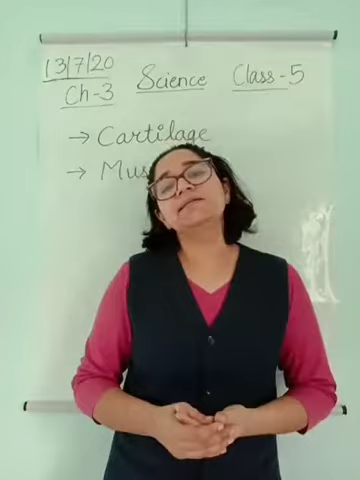 13/7/20 Science Class-5
Ch-3
→ Cartilage
→ Mus